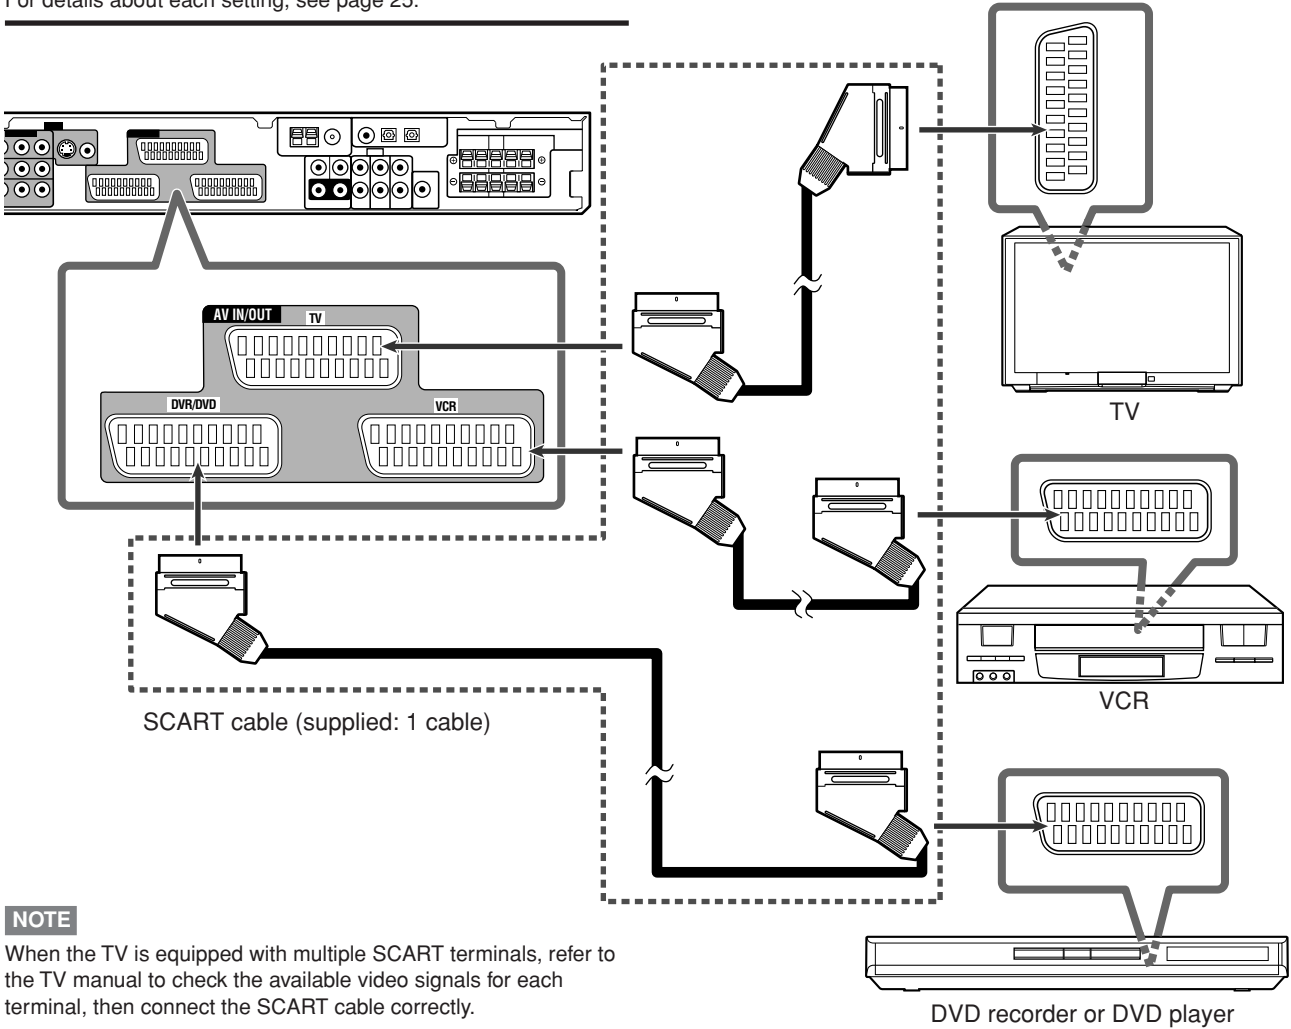 For details about each setting, see page 25.
AV IN/OUT
TV
DVR/DVD
VCR
TV
VCR
SCART cable (supplied: 1 cable)
DVD recorder or DVD player
NOTE
When the TV is equipped with multiple SCART terminals, refer to
the TV manual to check the available video signals for each
terminal, then connect the SCART cable correctly.